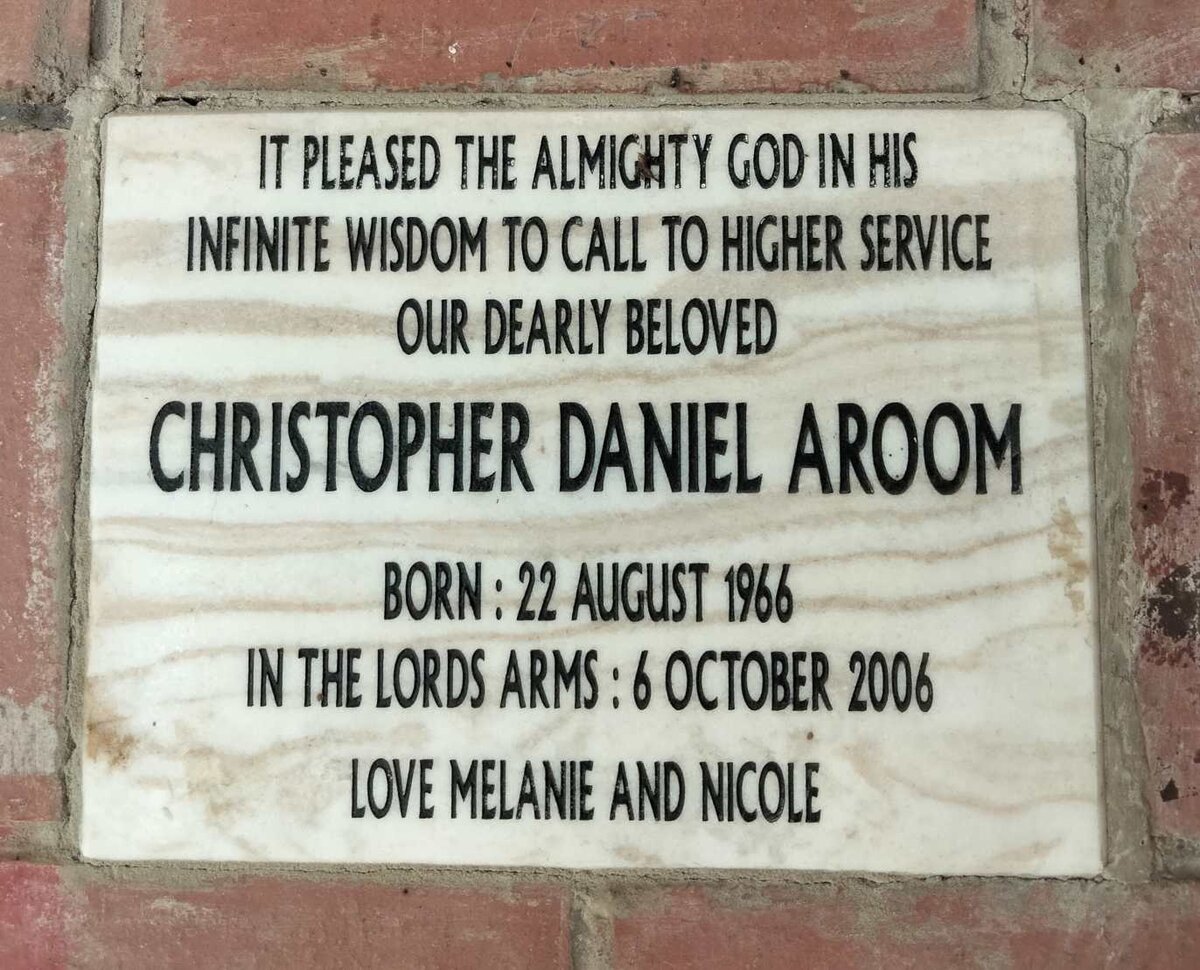 IT PLEASED THE ALMIGHTY GOD IN HIS
INFINITE WISDOM TO CALL TO HIGHER SERVICE
OUR DEARLY BELOVED
CHRISTOPHER DANIEL AROOM
BORN : 22 AUGUST 1966
IN THE LORDS ARMS : 6 OCTOBER 2006
LOVE MELANIE AND NICOLE